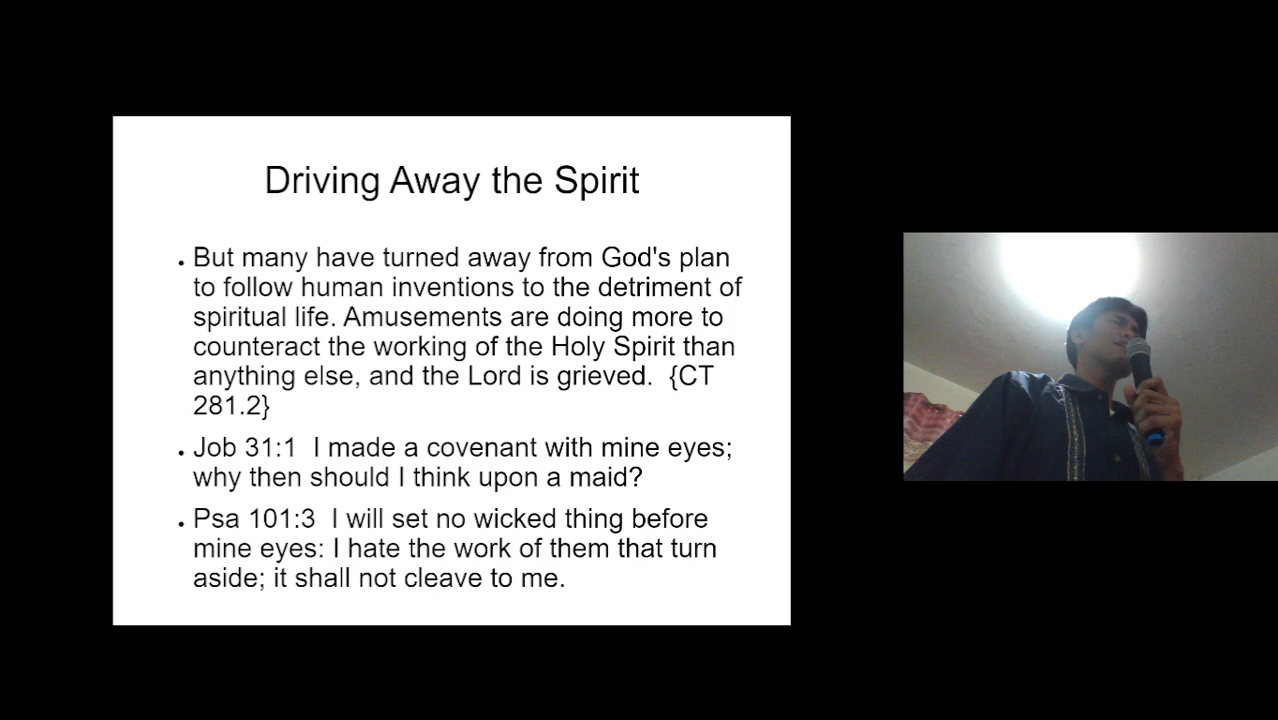 Driving Away the Spirit
• But many have turned away from God's plan
to follow human inventions to the detriment of
spiritual life. Amusements are doing more to
counteract the working of the Holy Spirit than
anything else, and the Lord is grieved.  {CT
281.2}
• Job 31:1  I made a covenant with mine eyes;
why then should I think upon a maid?
• Psa 101:3  I will set no wicked thing before
mine eyes: I hate the work of them that turn
aside; it shall not cleave to me.